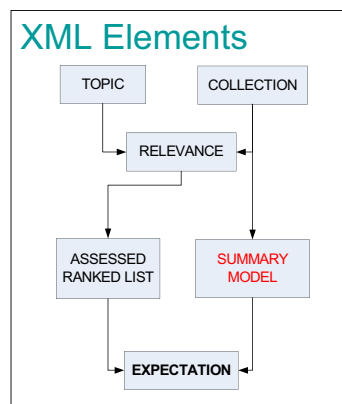 XML Elements
TOPIC
COLLECTION
RELEVANCE
ASSESSED
RANKED LIST
SUMMARY
MODEL
EXPECTATION